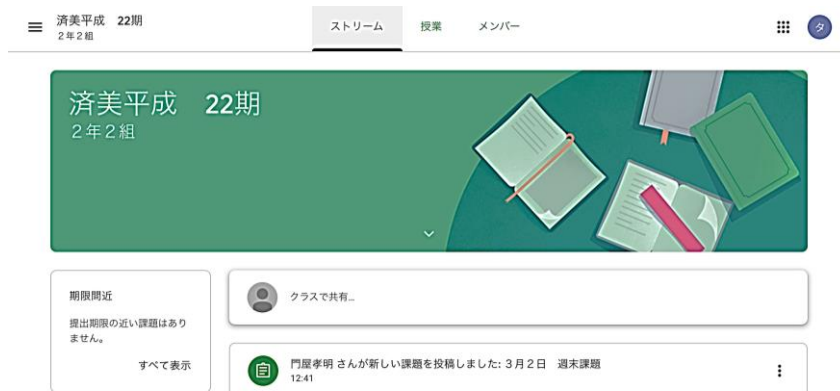 済美平成　22期
2年2組
ストリーム
授業
メンバー
タ
済美平成　22期
２年２組
期限間近
提出期限の近い課題はあり
ません。
すべて表示
クラスで共有...
門屋孝明 さんが新しい課題を投稿しました: ３月２日　週末課題
12:41